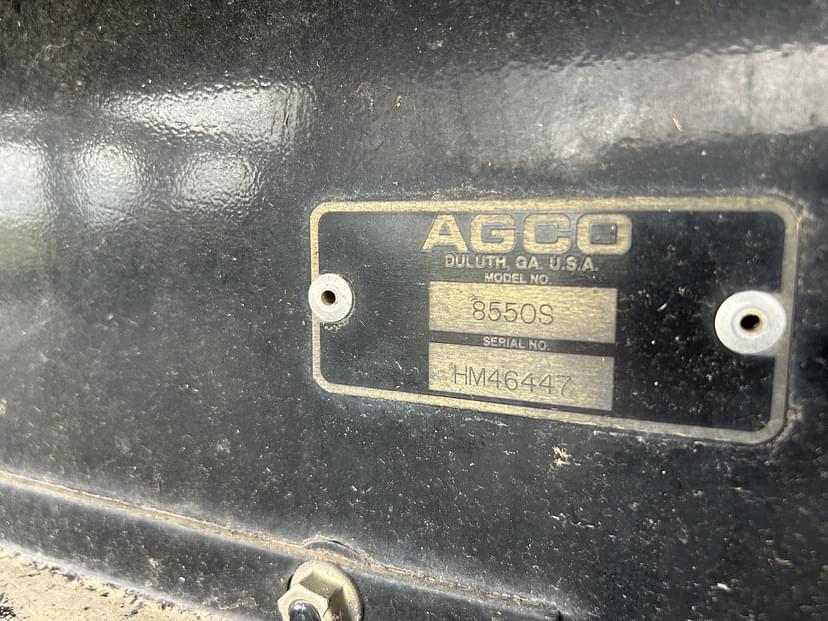 AGCO
DULUTH, GA. U.S.A.
MODEL NO.
8550S
SERIAL NO.
HM46447